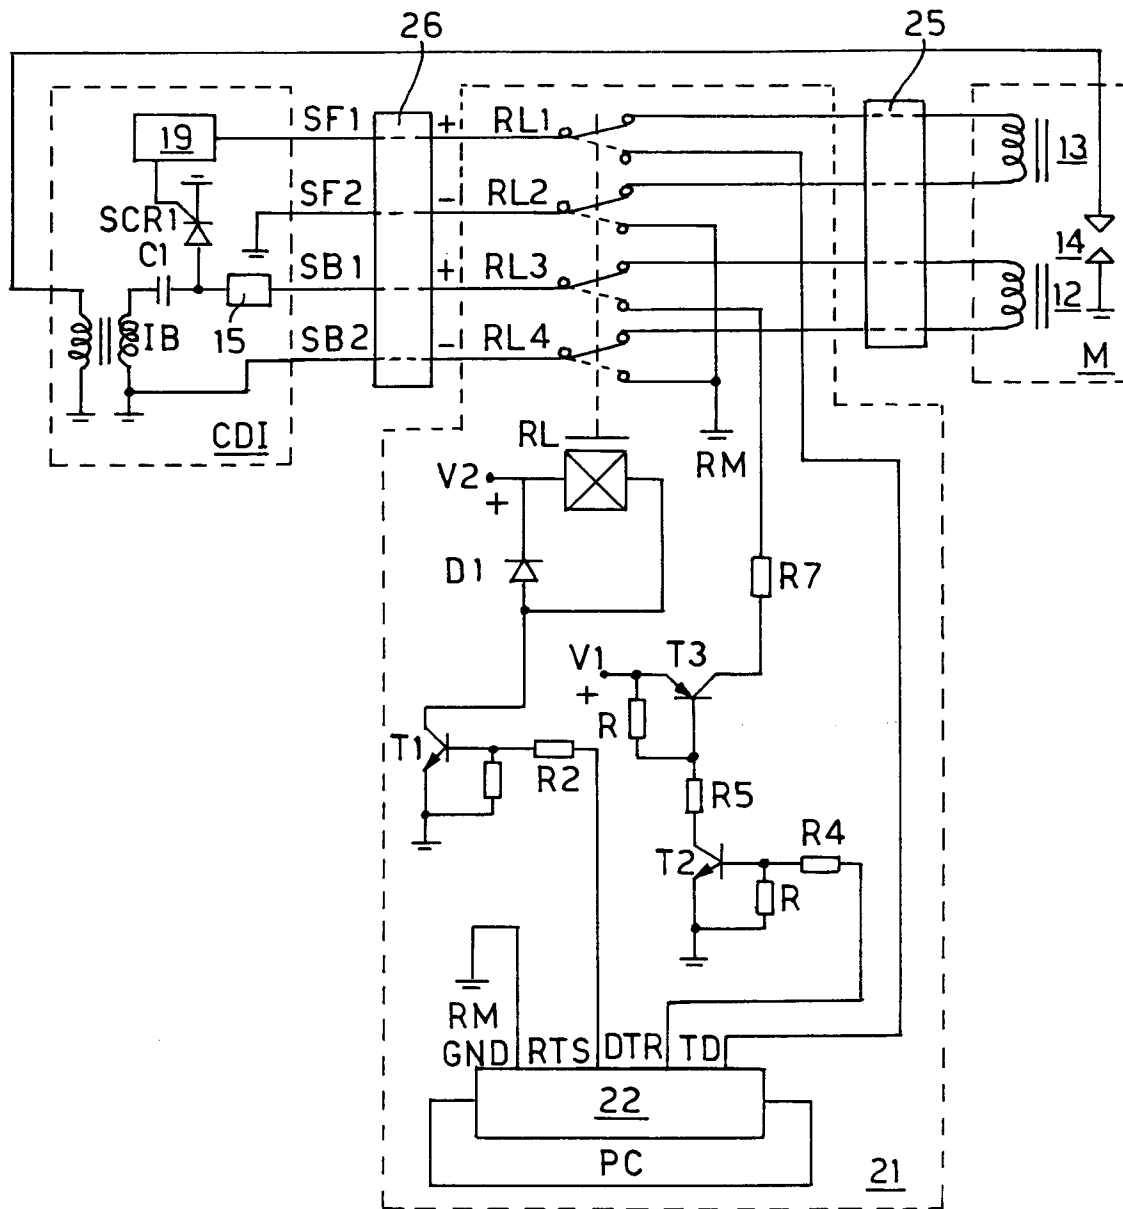 26
25
19
SF1
+
RL1
13
SF2
-
RL2
SCR1
C1
14
SB1
+
RL3
12
IB
15
SB2
-
RL4
M
CDI
RL
RM
V2
+
D1
R7
V1
+
T3
R
T1
R2
R5
R4
T2
R
RM
GND
RTS
DTR
TD
22
PC
21